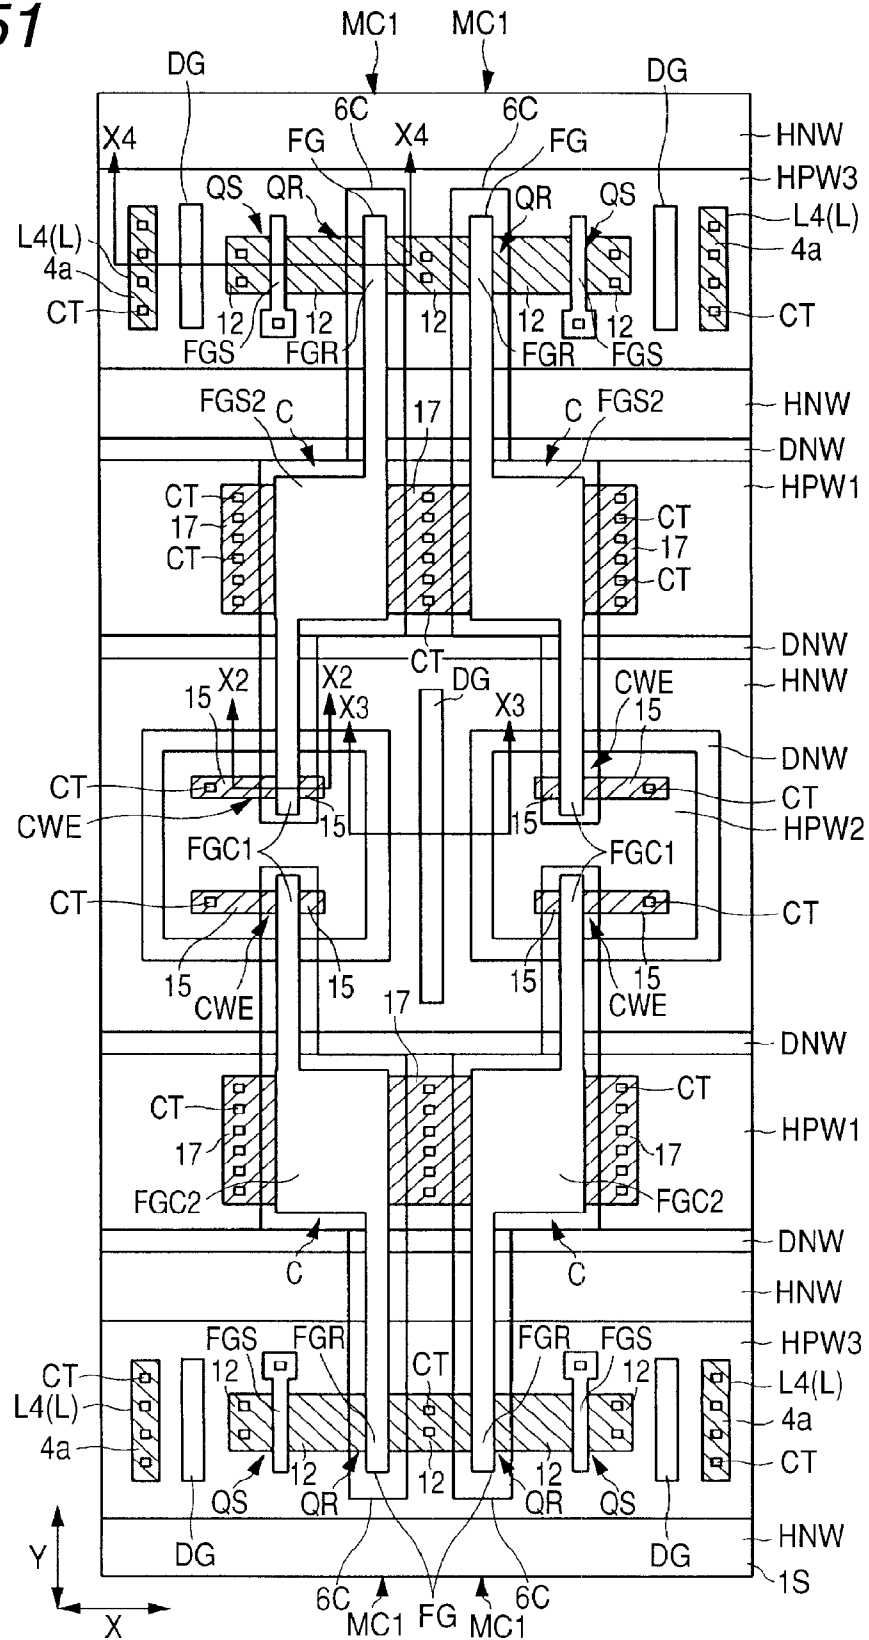 51
MC1 MC1
DG 6C 6C DG
X4 FG X4 FG
HNW
QS QR QR QS
HPW3
L4(L) L4(L)
4a 4a
CT CT
12 12 12 12 12
FGS FGR FGR FGS
FGS2 C 17 C FGS2
HNW
DNW
HPW1
CT CT
17 17
CT CT
CT
DNW
X2 X2 DG HNW
15 X3 X3 CWE 15
DNW
CT CT
CWE 15 15 HPW2
FGC1 FGC1
CT CT
15 15 15 15
CWE 17 CWE
DNW
CT CT
17 17 HPW1
FGC2 FGC2
DNW
C C
HNW
FGS FGR FGR FGS HPW3
CT 12 CT 12
L4(L) L4(L)
4a 4a
12 12 12 CT
QS QR QR QS
Y DG DG HNW
6C 6C 1S
X MC1 FG MC1